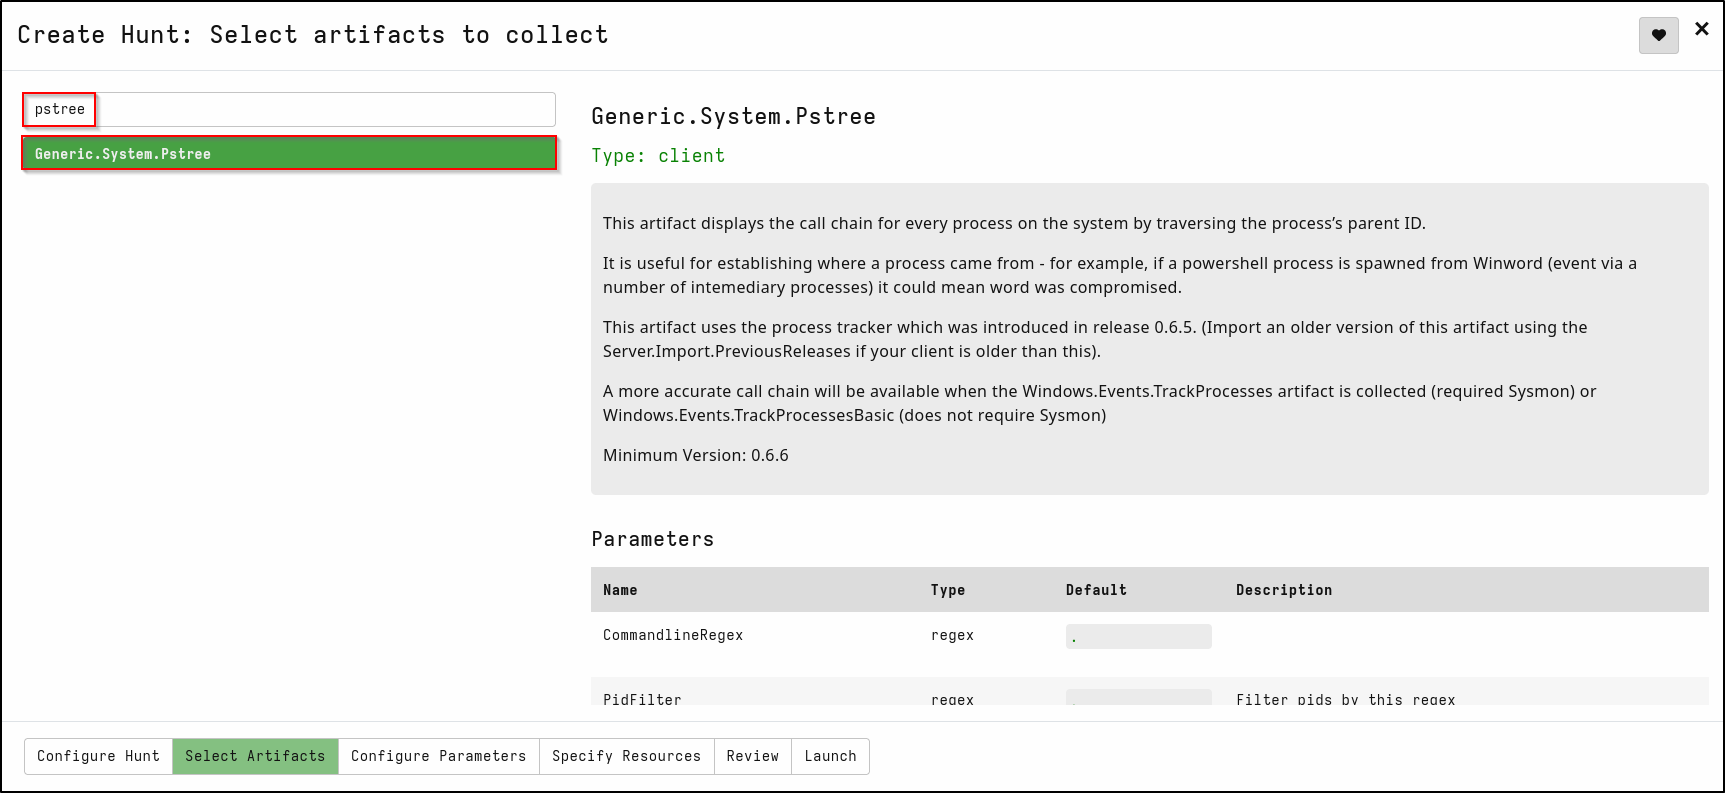 Create Hunt: Select artifacts to collect
pstree
Generic.System.Pstree
Generic.System.Pstree
Type: client
This artifact displays the call chain for every process on the system by traversing the process’s parent ID.
It is useful for establishing where a process came from - for example, if a powershell process is spawned from Winword (event via a
number of intemediary processes) it could mean word was compromised.
This artifact uses the process tracker which was introduced in release 0.6.5. (Import an older version of this artifact using the
Server.Import.PreviousReleases if your client is older than this).
A more accurate call chain will be available when the Windows.Events.TrackProcesses artifact is collected (required Sysmon) or
Windows.Events.TrackProcessesBasic (does not require Sysmon)
Minimum Version: 0.6.6
Parameters
Name Type Default Description
CommandlineRegex regex .
PidFilter regex . Filter pids by this regex
Configure Hunt Select Artifacts Configure Parameters Specify Resources Review Launch